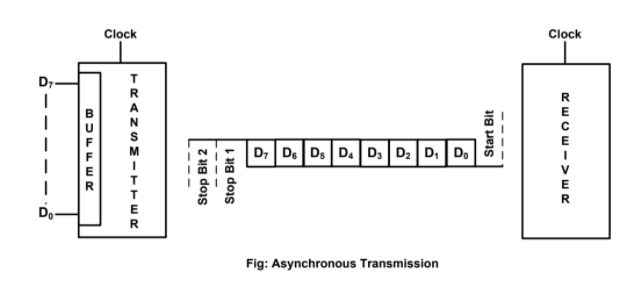 Clock
Clock
D7
D0
BUFFER
TRANSMITTER
Stop Bit 2
Stop Bit 1
D7 D6 D5 D4 D3 D2 D1 D0
Start Bit
RECEIVER
Fig: Asynchronous Transmission